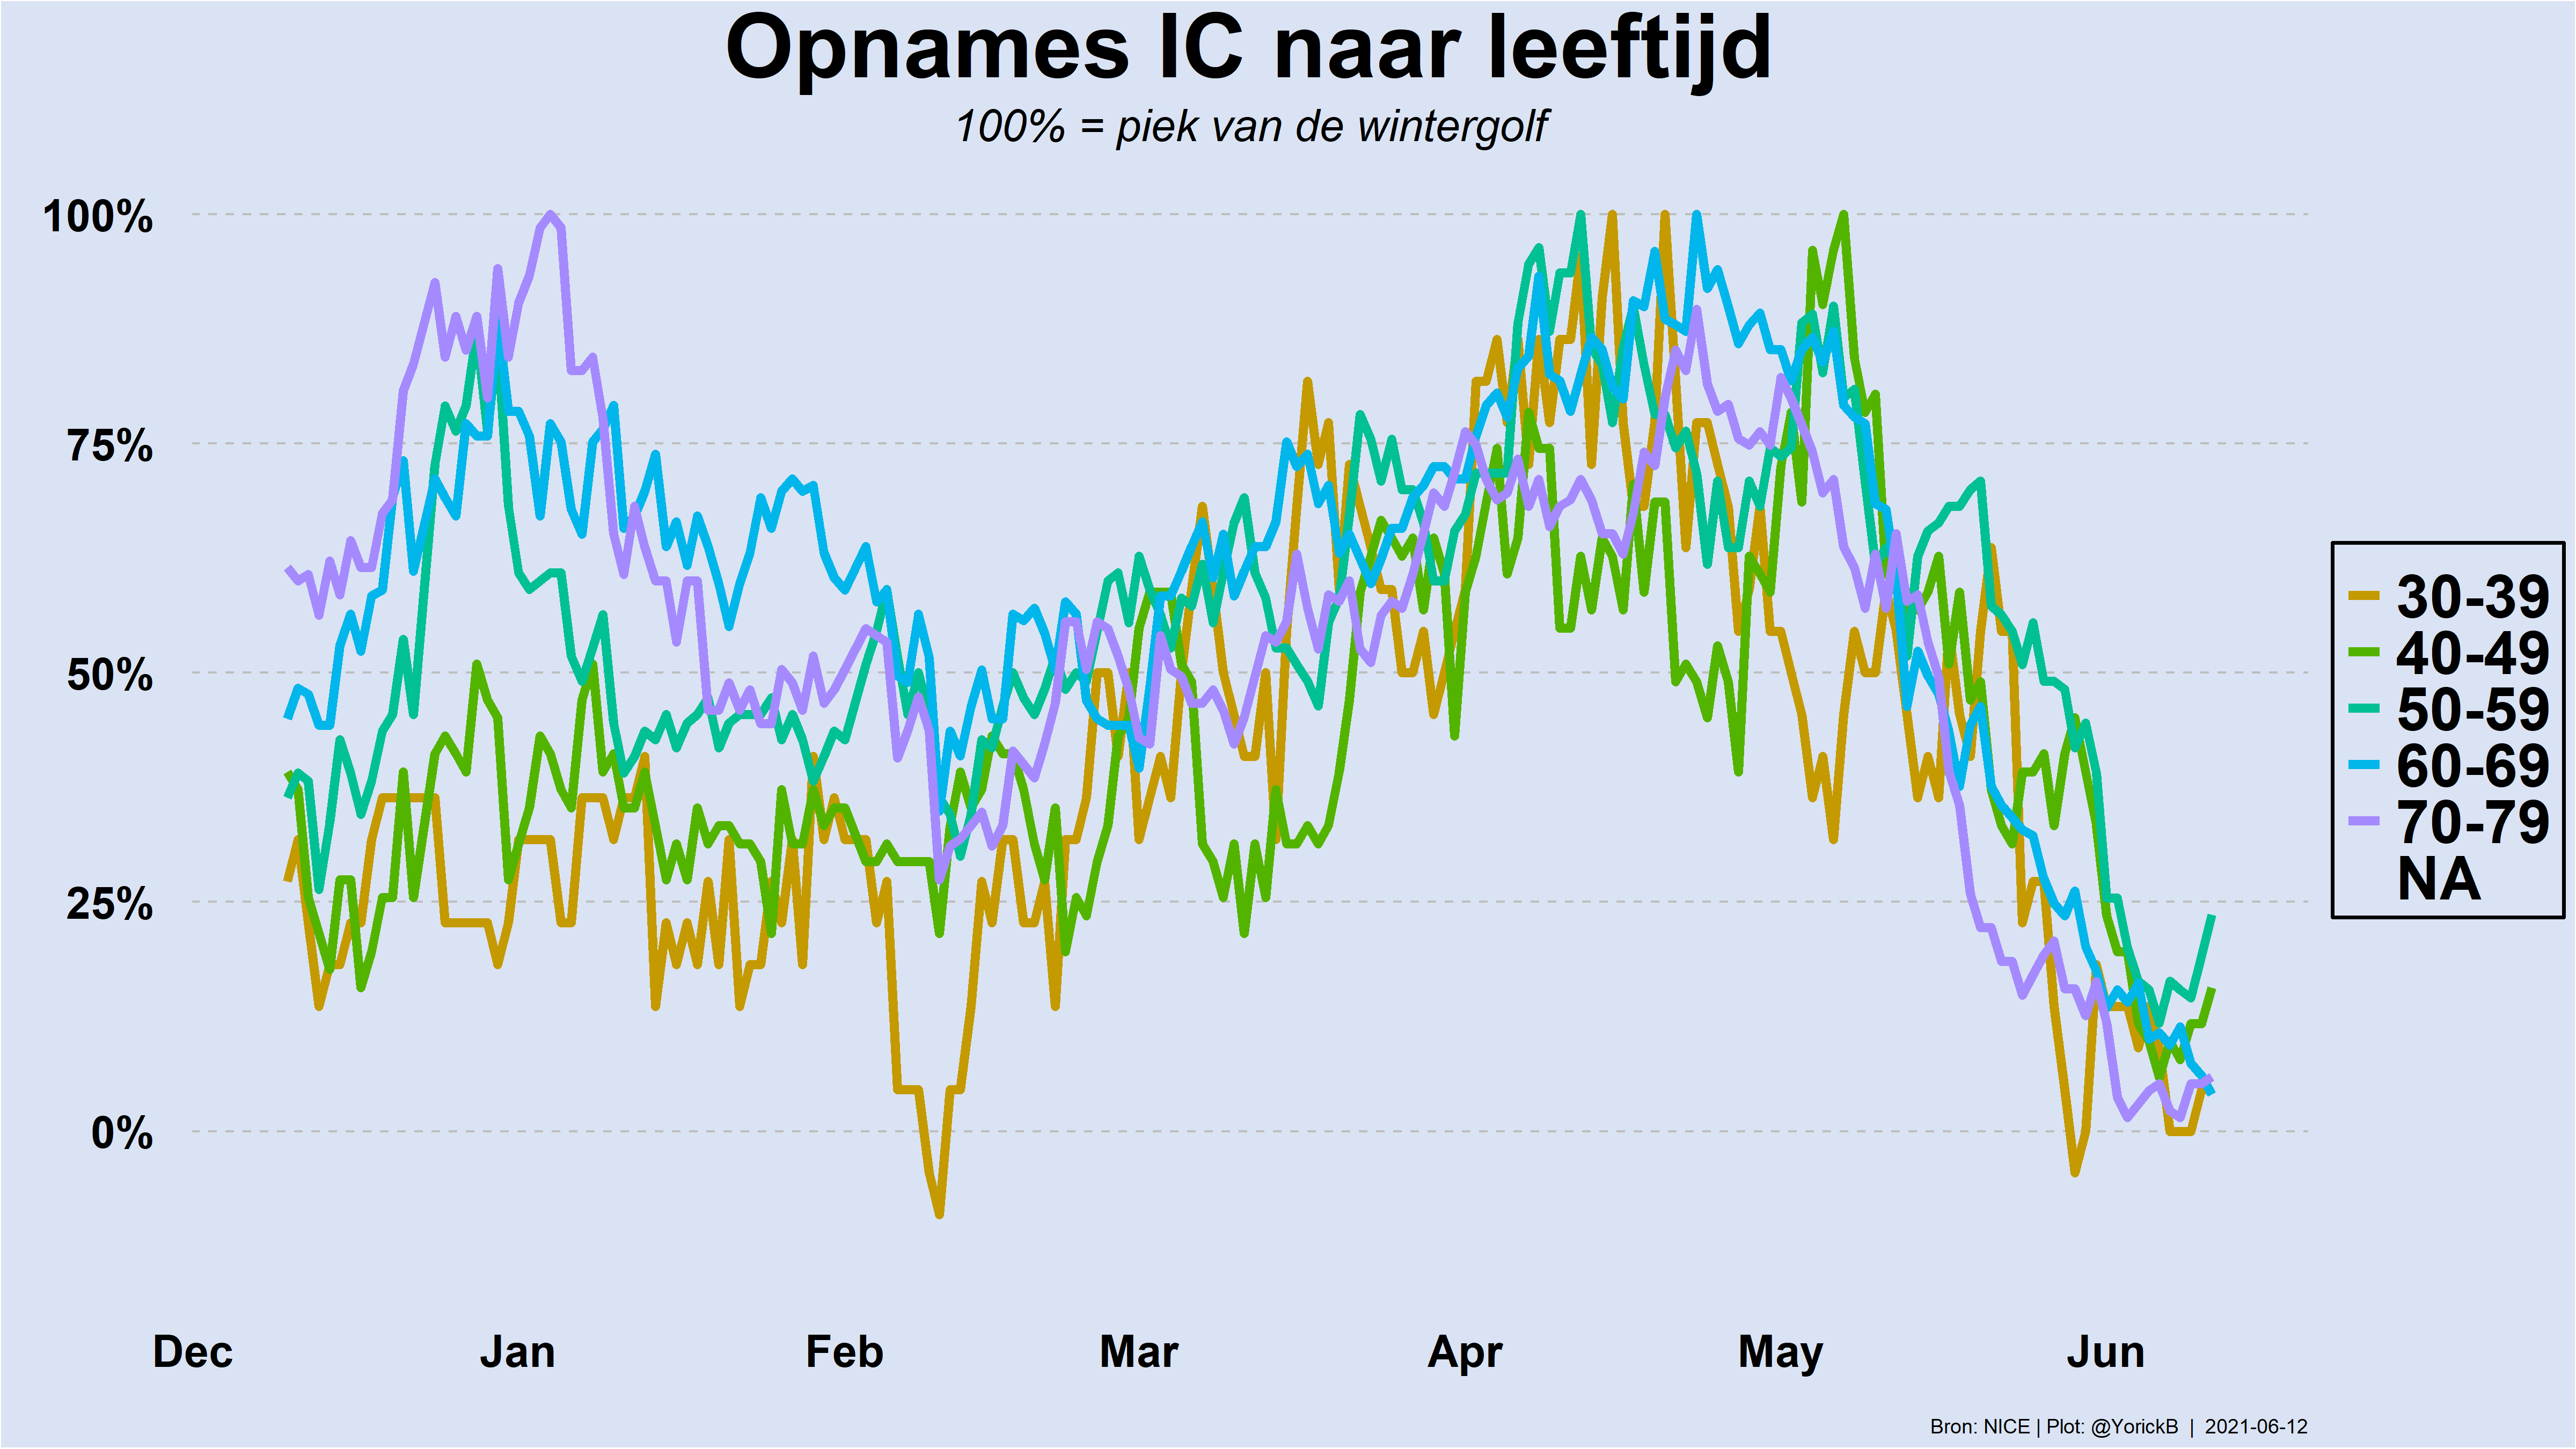 Opnames IC naar leeftijd
100% = piek van de wintergolf
100%
75%
50%
25%
0%
30-39
40-49
50-59
60-69
70-79
NA
Dec Jan Feb Mar Apr May Jun
Bron: NICE | Plot: @YorickB | 2021-06-12